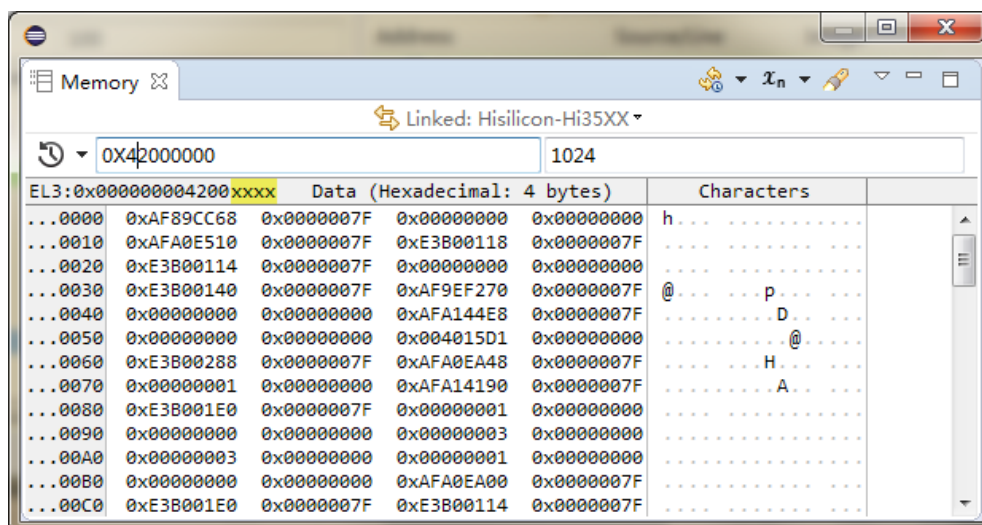 Memory
Linked: Hisilicon-Hi35XX
0X42000000 1024
EL3:0x000000004200xxxx Data (Hexadecimal: 4 bytes) Characters
...0000 0xAF89CC68 0x0000007F 0x00000000 0x00000000 h... .... .... ....
...0010 0xAFA0E510 0x0000007F 0xE3B00118 0x0000007F .... .... .... ....
...0020 0xE3B00114 0x0000007F 0x00000000 0x00000000 .... .... .... ....
...0030 0xE3B00140 0x0000007F 0xAF9EF270 0x0000007F @... ...p... ...
...0040 0x00000000 0x00000000 0xAFA144E8 0x0000007F .... .... .D.. ....
...0050 0x00000000 0x00000000 0x004015D1 0x00000000 .... .... ..@. ....
...0060 0xE3B00288 0x0000007F 0xAFA0EA48 0x0000007F .... ...H... ...
...0070 0x00000001 0x00000000 0xAFA14190 0x0000007F .... .... .A.. ....
...0080 0xE3B001E0 0x0000007F 0x00000001 0x00000000 .... .... .... ....
...0090 0x00000000 0x00000000 0x00000003 0x00000000 .... .... .... ....
...00A0 0x00000003 0x00000000 0x00000001 0x00000000 .... .... .... ....
...00B0 0x00000000 0x00000000 0xAFA0EA00 0x0000007F .... .... .... ....
...00C0 0xE3B001E0 0x0000007F 0xE3B00114 0x0000007F .... .... .... ....